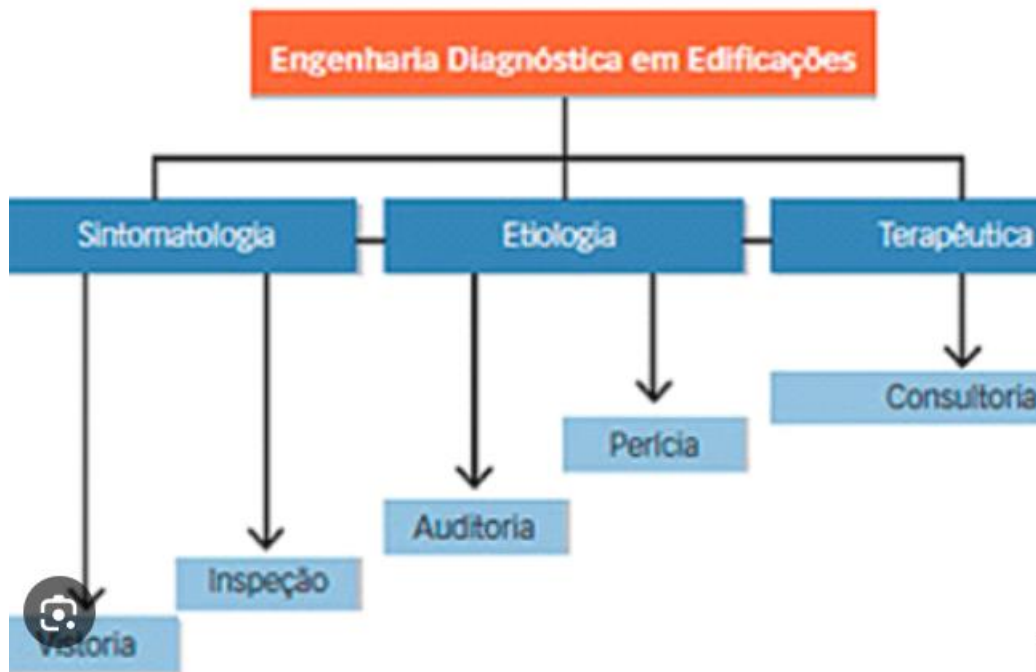 Engenharia Diagnóstica em Edificações
Sintomatologia
Etiologia
Terapêutica
Consultoria
Perícia
Auditoria
Inspeção
Vistoria